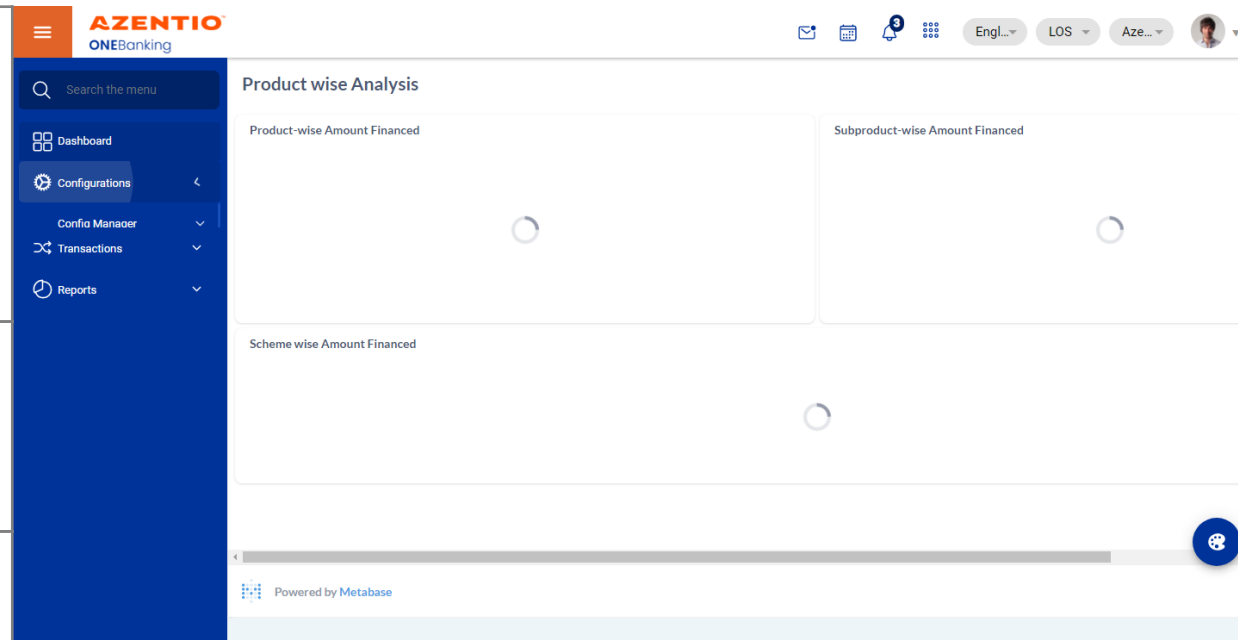 AZENTIO
ONEBanking
3
Engl...
LOS
Aze...
Search the menu
Dashboard
Configurations
Config Manager
Transactions
Reports
Product wise Analysis
Product-wise Amount Financed
Subproduct-wise Amount Financed
Scheme wise Amount Financed
Powered by Metabase